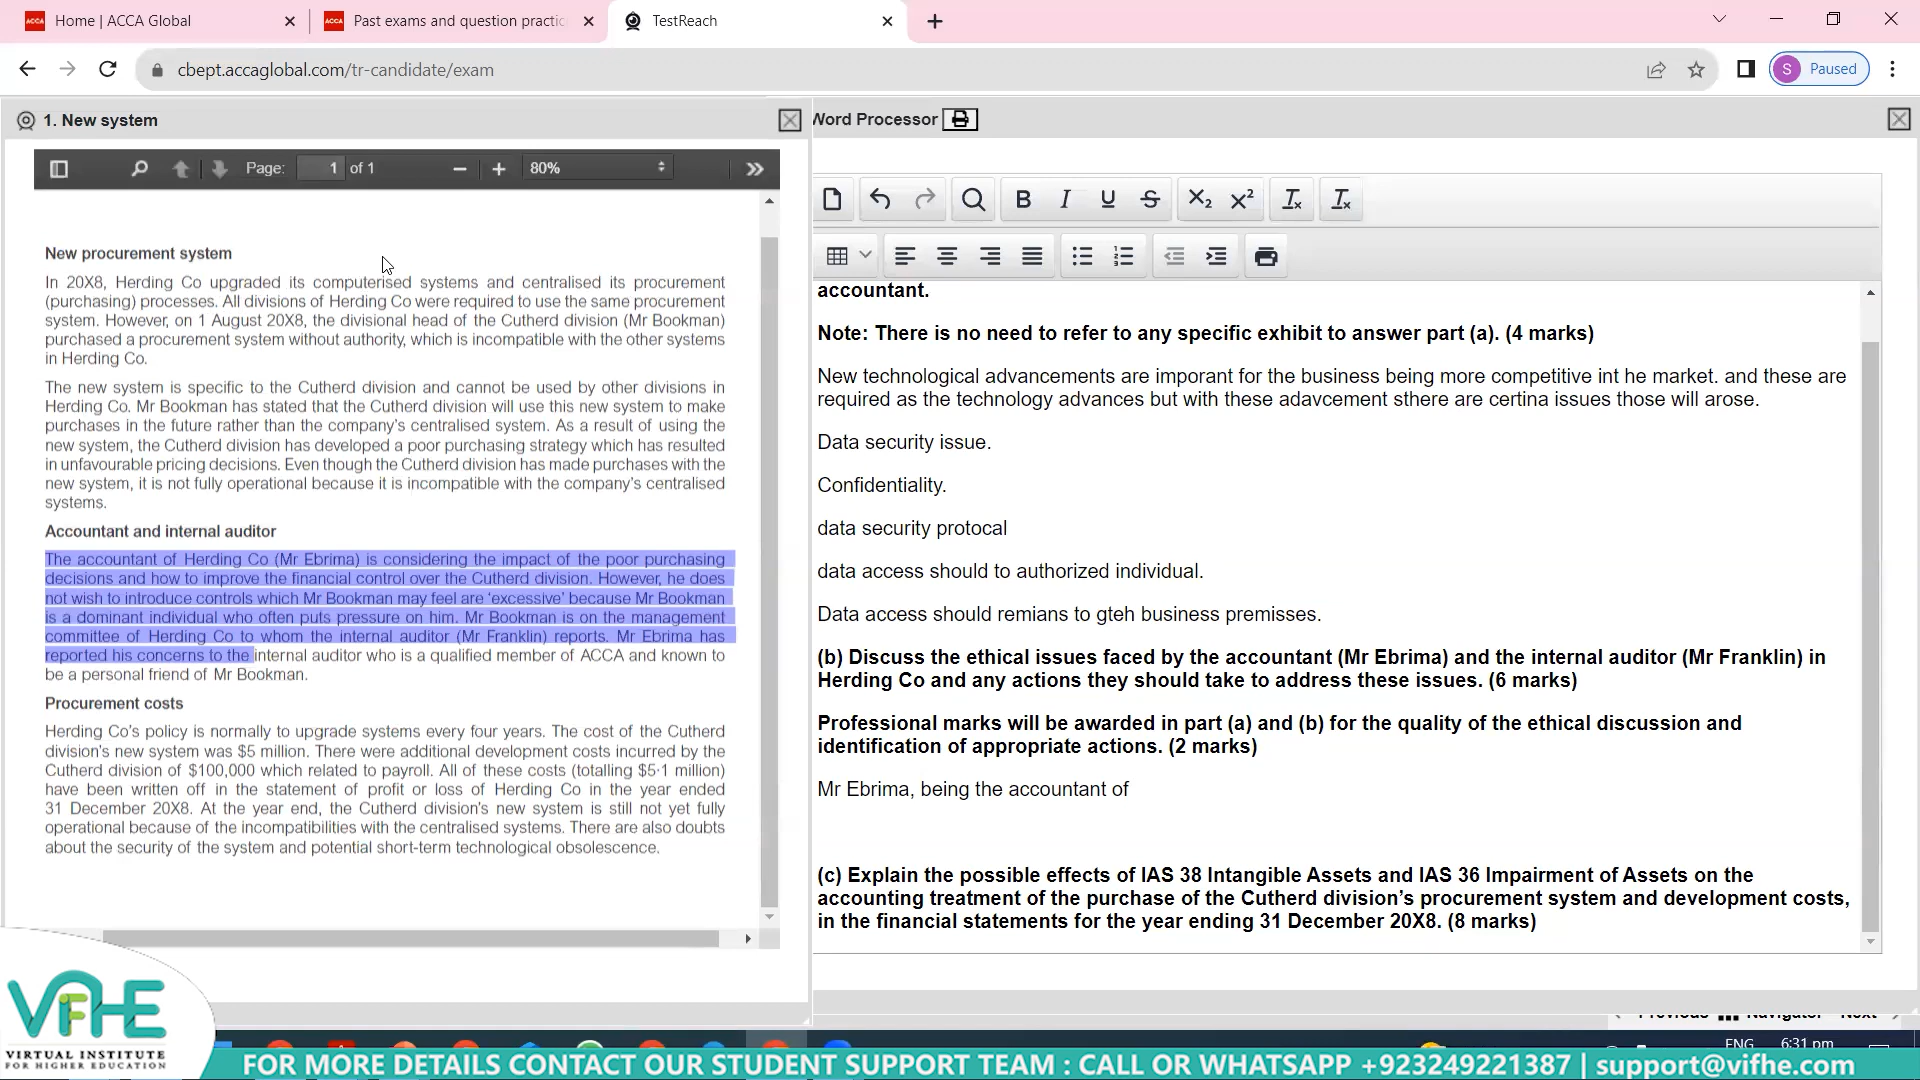 Home | ACCA Global
ACCA
Past exams and question practic
TestReach
cbept.accaglobal.com/tr-candidate/exam
S Paused
1. New system
Page: 1 of 1
80%
New procurement system
In 20X8, Herding Co upgraded its computerised systems and centralised its procurement
(purchasing) processes. All divisions of Herding Co were required to use the same procurement
system. However, on 1 August 20X8, the divisional head of the Cutherd division (Mr Bookman)
purchased a procurement system without authority, which is incompatible with the other systems
in Herding Co.
The new system is specific to the Cutherd division and cannot be used by other divisions in
Herding Co. Mr Bookman has stated that the Cutherd division will use this new system to make
purchases in the future rather than the company's centralised system. As a result of using the
new system, the Cutherd division has developed a poor purchasing strategy which has resulted
in unfavourable pricing decisions. Even though the Cutherd division has made purchases with the
new system, it is not fully operational because it is incompatible with the company's centralised
systems.
Accountant and internal auditor
The accountant of Herding Co (Mr Ebrima) is considering the impact of the poor purchasing
decisions and how to improve the financial control over the Cutherd division. However, he does
not wish to introduce controls which Mr Bookman may feel are 'excessive' because Mr Bookman
is a dominant individual who often puts pressure on him. Mr Bookman is on the management
committee of Herding Co to whom the internal auditor (Mr Franklin) reports. Mr Ebrima has
reported his concerns to the internal auditor who is a qualified member of ACCA and known to
be a personal friend of Mr Bookman.
Procurement costs
Herding Co's policy is normally to upgrade systems every four years. The cost of the Cutherd
division's new system was $5 million. There were additional development costs incurred by the
Cutherd division of $100,000 which related to payroll. All of these costs (totalling $5·1 million)
have been written off in the statement of profit or loss of Herding Co in the year ended
31 December 20X8. At the year end, the Cutherd division's new system is still not yet fully
operational because of the incompatibilities with the centralised systems. There are also doubts
about the security of the system and potential short-term technological obsolescence.
Word Processor
accountant.
Note: There is no need to refer to any specific exhibit to answer part (a). (4 marks)
New technological advancements are imporant for the business being more competitive int he market. and these are
required as the technology advances but with these adavcement sthere are certina issues those will arose.
Data security issue.
Confidentiality.
data security protocal
data access should to authorized individual.
Data access should remians to gteh business premisses.
(b) Discuss the ethical issues faced by the accountant (Mr Ebrima) and the internal auditor (Mr Franklin) in
Herding Co and any actions they should take to address these issues. (6 marks)
Professional marks will be awarded in part (a) and (b) for the quality of the ethical discussion and
identification of appropriate actions. (2 marks)
Mr Ebrima, being the accountant of
(c) Explain the possible effects of IAS 38 Intangible Assets and IAS 36 Impairment of Assets on the
accounting treatment of the purchase of the Cutherd division's procurement system and development costs,
in the financial statements for the year ending 31 December 20X8. (8 marks)
Previous Navigator Next
ENG 6:31 pm
VFHE
VIRTUAL INSTITUTE
FOR HIGHER EDUCATION
FOR MORE DETAILS CONTACT OUR STUDENT SUPPORT TEAM : CALL OR WHATSAPP +923249221387 | support@vifhe.com